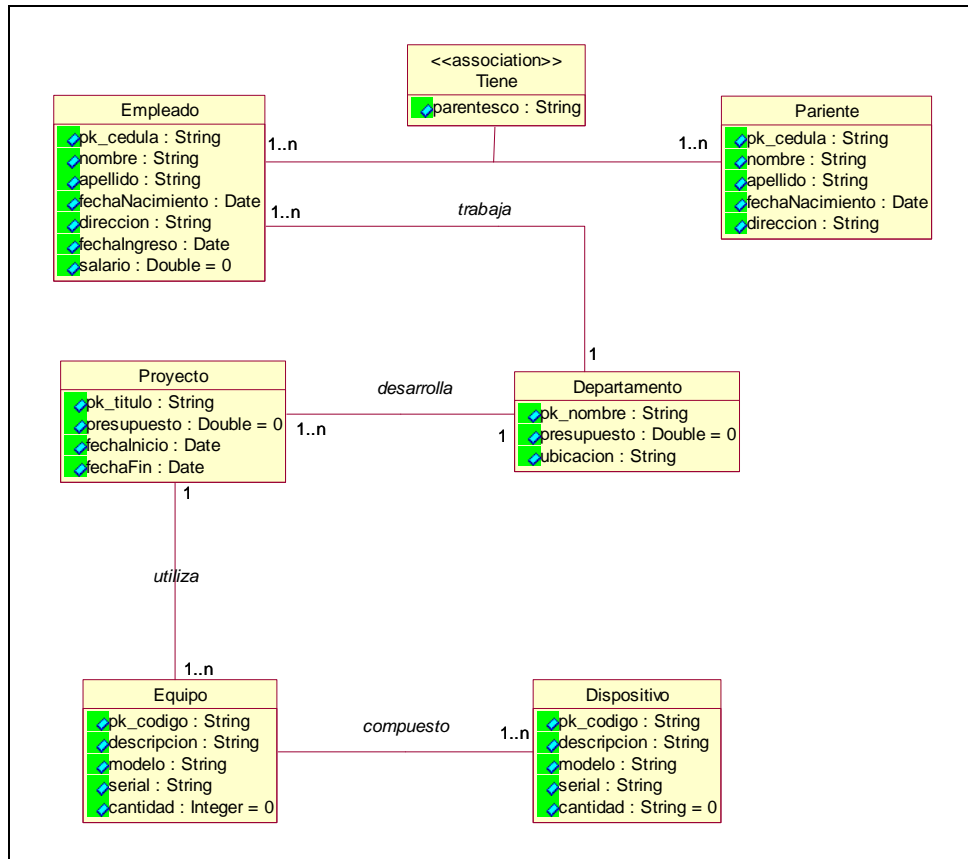 <<association>>
Tiene
parentesco : String
Empleado
pk_cedula : String
nombre : String
apellido : String
fechaNacimiento : Date
direccion : String
fechaIngreso : Date
salario : Double = 0
Pariente
pk_cedula : String
nombre : String
apellido : String
fechaNacimiento : Date
direccion : String
1..n
1..n
1..n
trabaja
1
Proyecto
pk_titulo : String
presupuesto : Double = 0
fechaInicio : Date
fechaFin : Date
desarrolla
1..n
1
Departamento
pk_nombre : String
presupuesto : Double = 0
ubicacion : String
1
utiliza
1..n
Equipo
pk_codigo : String
descripcion : String
modelo : String
serial : String
cantidad : Integer = 0
compuesto
1..n
Dispositivo
pk_codigo : String
descripcion : String
modelo : String
serial : String
cantidad : String = 0